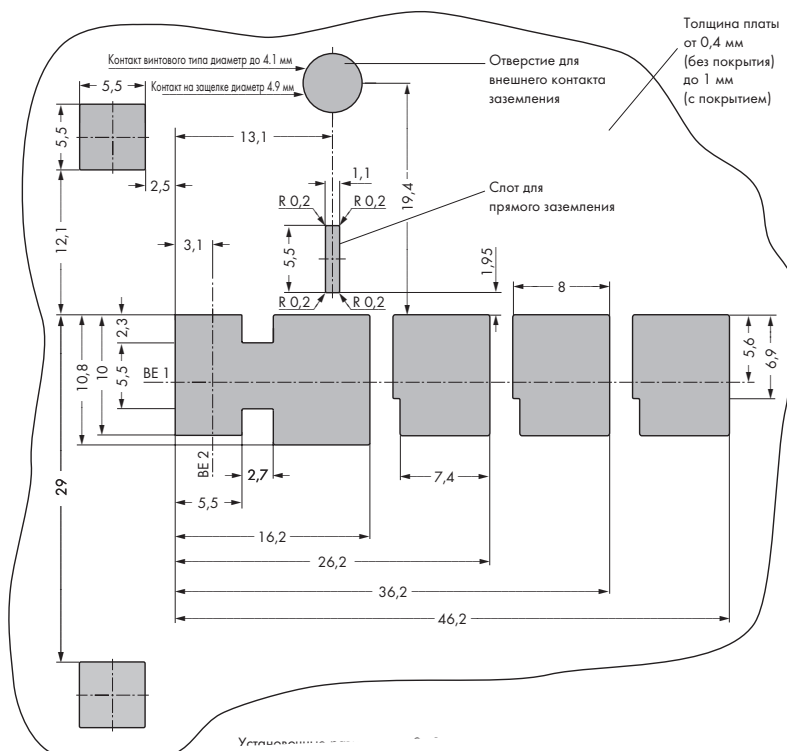 Толщина платы
от 0,4 мм
(без покрытия)
до 1 мм
(с покрытием)
Контакт винтового типа диаметр до 4.1 мм
Контакт на защелке диаметр 4.9 мм
Отверстие для
внешнего контакта
заземления
5,5
5,5
13,1
2,5
12,1
19,4
1,1
R 0,2
R 0,2
Слот для
прямого заземления
3,1
5,5
1,95
R 0,2
R 0,2
8
2,3
10,8
10
5,5
BE 1
5,6
6,9
BE 2
2,7
7,4
5,5
29
16,2
26,2
36,2
46,2
Установочные